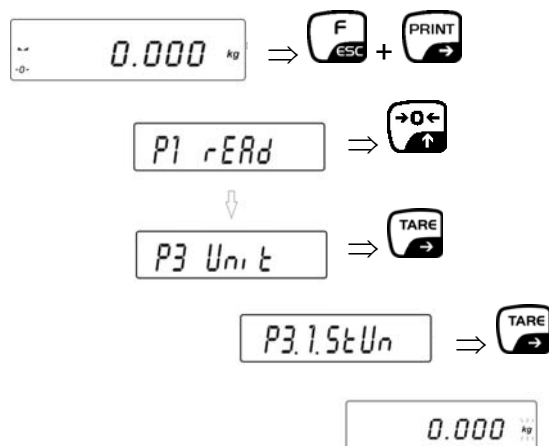 -0- 0.000 kg ⇒ F ESC + PRINT
P1 rEAd ⇒ →0←
P3 Unit ⇒ TARE
P3.1.StUn ⇒ TARE
0.000 kg